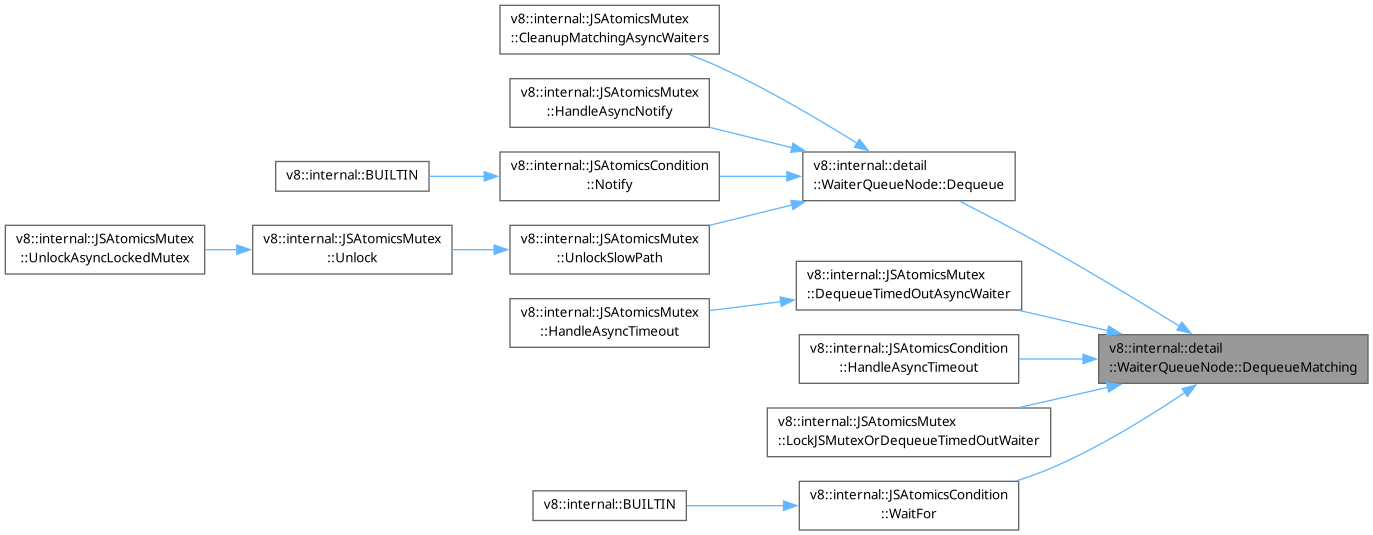 v8::internal::JSAtomicsMutex
::CleanupMatchingAsyncWaiters
v8::internal::JSAtomicsMutex
::HandleAsyncNotify
v8::internal::BUILTIN
v8::internal::JSAtomicsCondition
::Notify
v8::internal::detail
::WaiterQueueNode::Dequeue
v8::internal::JSAtomicsMutex
::UnlockAsyncLockedMutex
v8::internal::JSAtomicsMutex
::Unlock
v8::internal::JSAtomicsMutex
::UnlockSlowPath
v8::internal::JSAtomicsMutex
::DequeueTimedOutAsyncWaiter
v8::internal::JSAtomicsMutex
::HandleAsyncTimeout
v8::internal::JSAtomicsCondition
::HandleAsyncTimeout
v8::internal::detail
::WaiterQueueNode::DequeueMatching
v8::internal::JSAtomicsMutex
::LockJSMutexOrDequeueTimedOutWaiter
v8::internal::BUILTIN
v8::internal::JSAtomicsCondition
::WaitFor